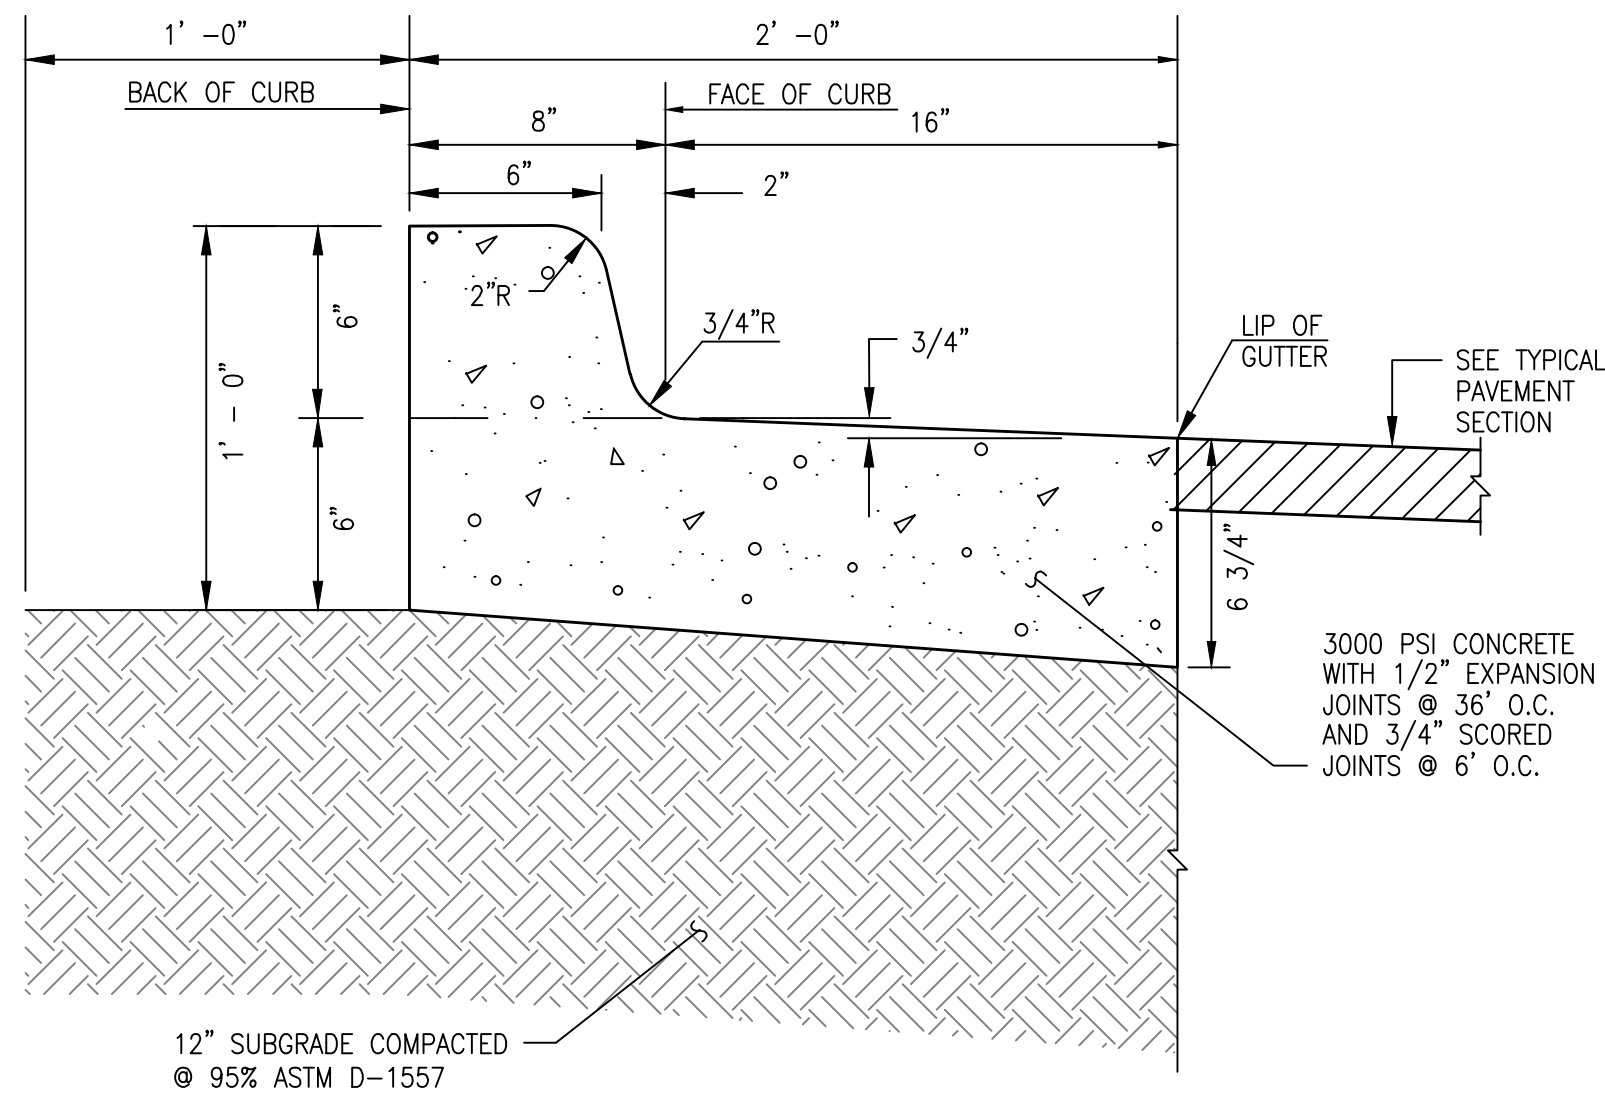 1' -0"
2' -0"
BACK OF CURB
FACE OF CURB
8"
16"
6"
2"
2"R
3/4"R
3/4"
6"
1' - 0"
6"
LIP OF
GUTTER
SEE TYPICAL
PAVEMENT
SECTION
6 3/4"
3000 PSI CONCRETE
WITH 1/2" EXPANSION
JOINTS @ 36' O.C.
AND 3/4" SCORED
JOINTS @ 6' O.C.
12" SUBGRADE COMPACTED
@ 95% ASTM D-1557